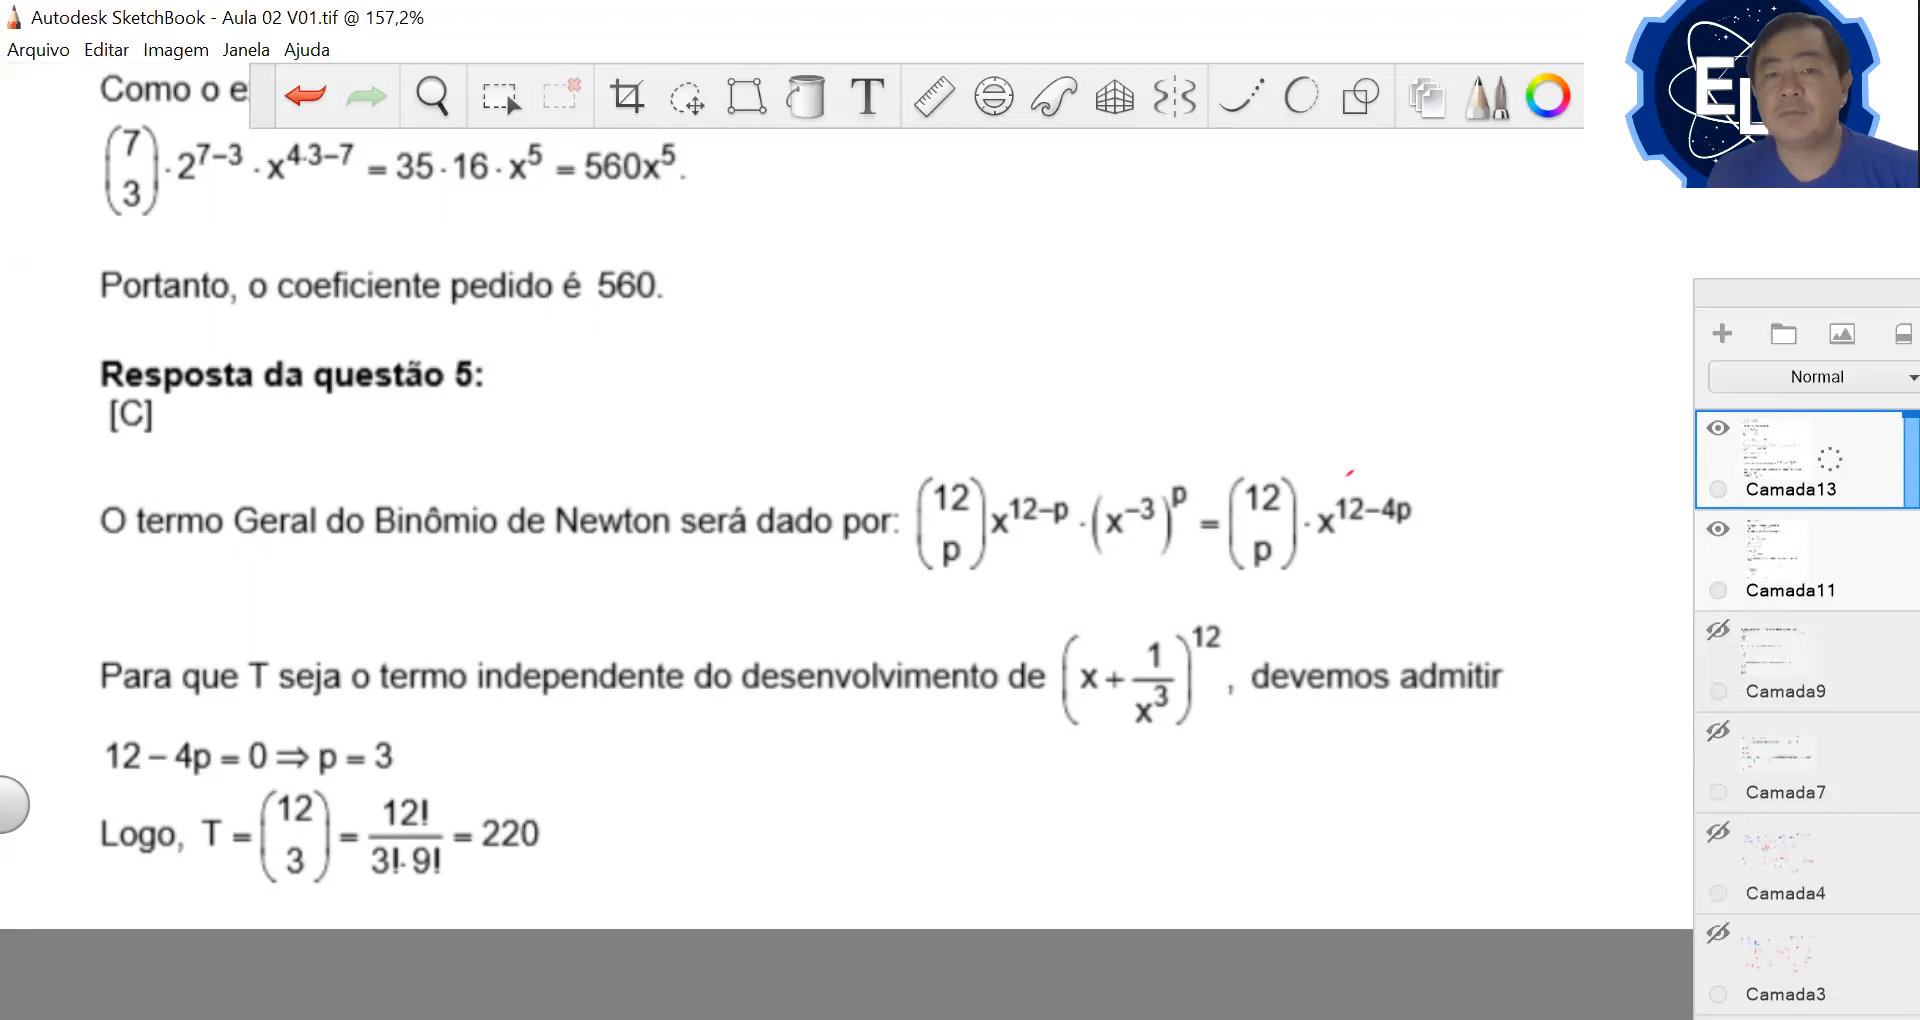 Autodesk SketchBook - Aula 02 V01.tif @ 157,2%
Arquivo Editar Imagem Janela Ajuda
Como o e
T
EL
(7 3) · 2^{7–3} · x^{4·3–7} = 35 · 16 · x^5 = 560x^5.
Portanto, o coeficiente pedido é 560.
Resposta da questão 5:
[C]
O termo Geral do Binômio de Newton será dado por: (12 p) x^{12–p} · (x^{–3})^p = (12 p) · x^{12–4p}
Para que T seja o termo independente do desenvolvimento de (x + 1/x^3)^{12}, devemos admitir
12 – 4p = 0 ⇒ p = 3
Logo, T = (12 3) = 12!/3!·9! = 220
Normal
Camada13
Camada11
Camada9
Camada7
Camada4
Camada3